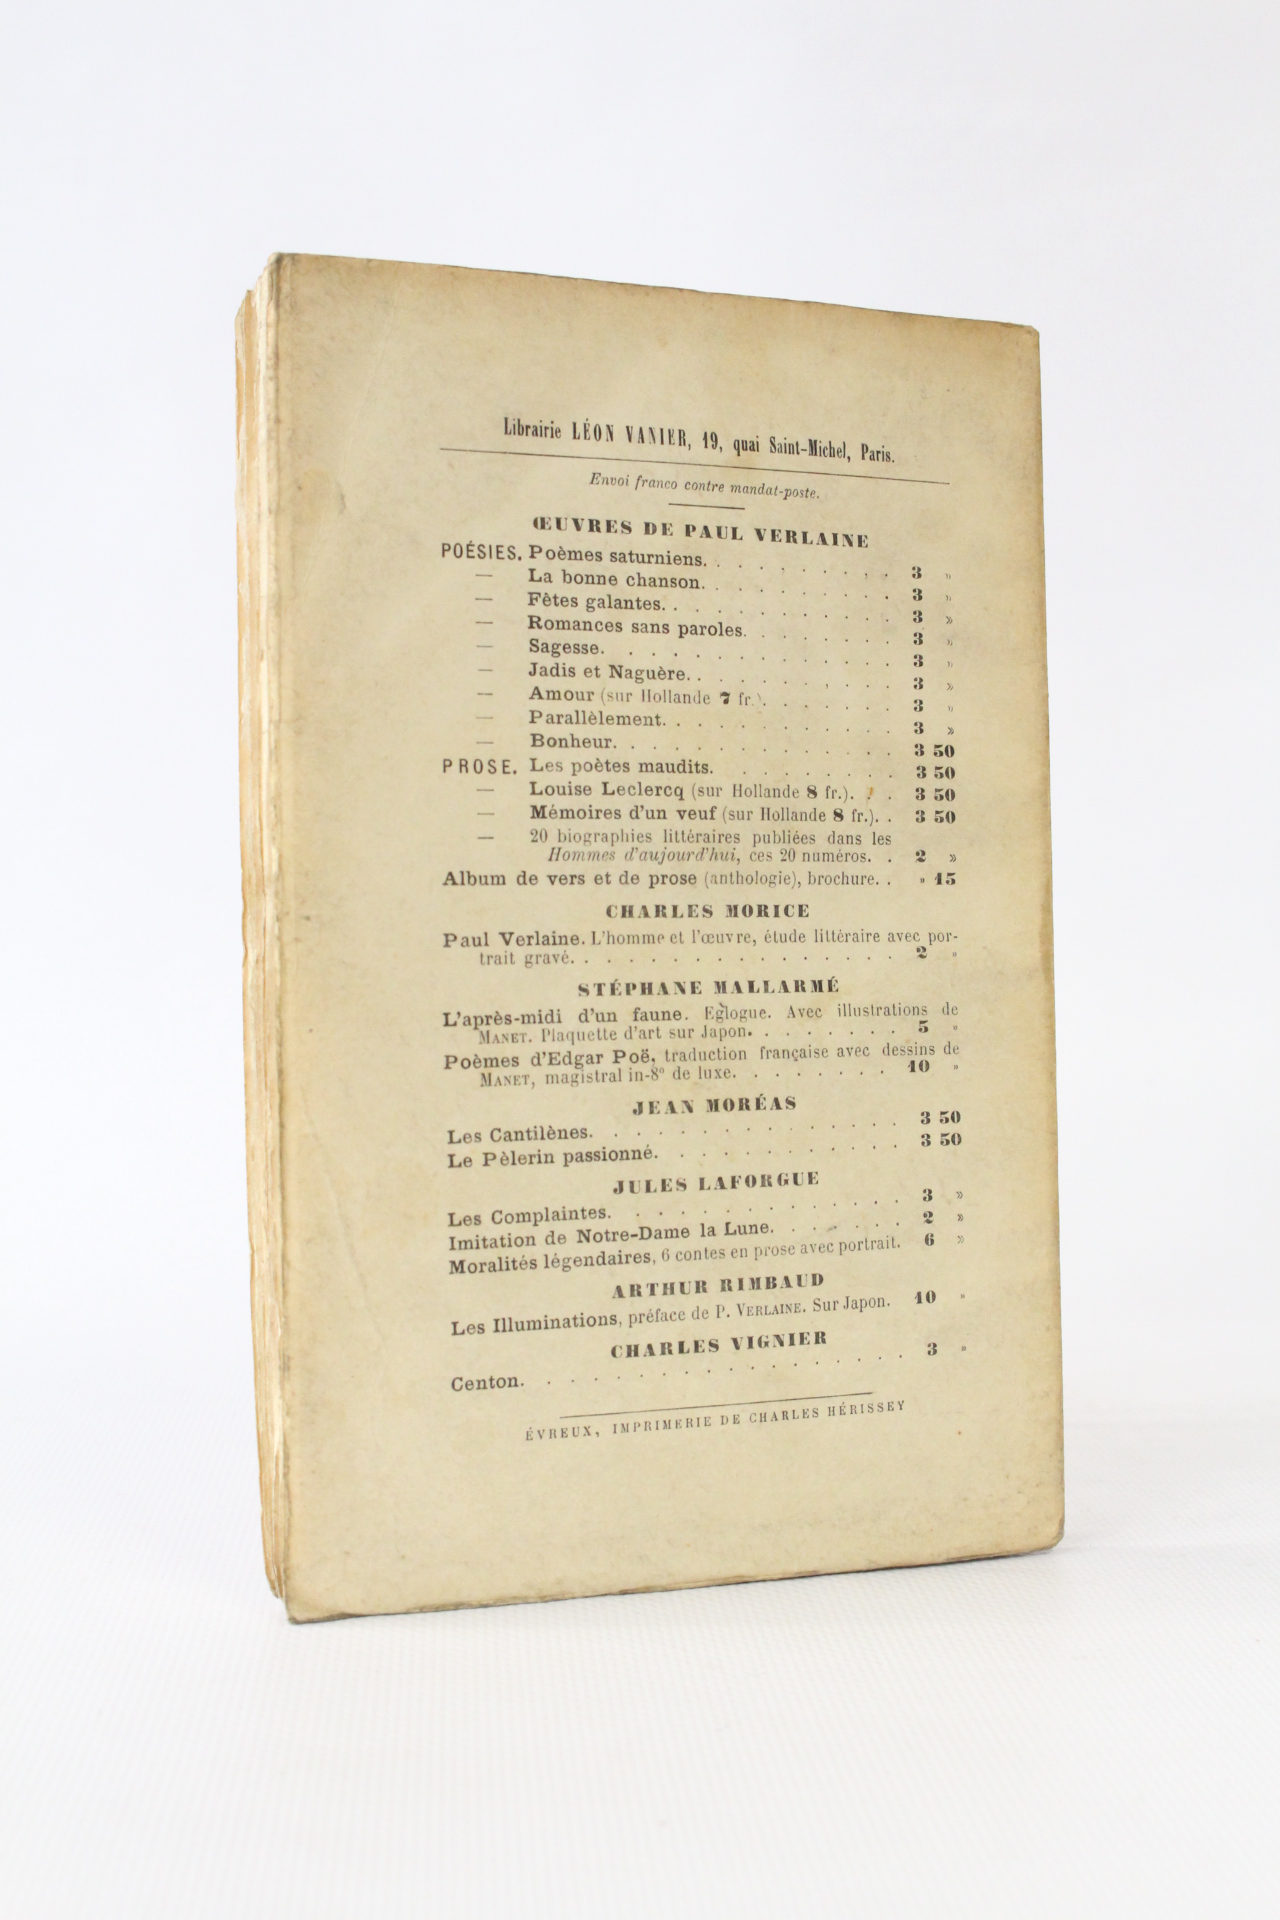 Librairie LÉON VANIER, 19, quai Saint-Michel, Paris.
Envoi franco contre mandat-poste.
ŒUVRES DE PAUL VERLAINE
POÉSIES. Poèmes saturniens. . . . . . . . . 3 »
— La bonne chanson. . . . . . . . . 3 »
— Fêtes galantes. . . . . . . . . . . 3 »
— Romances sans paroles. . . . . . . 3 »
— Sagesse. . . . . . . . . . . . . 3 »
— Jadis et Naguère. . . . . . . . . . 3 »
— Amour (sur Hollande 7 fr.). . . . . . . 3 »
— Parallèlement. . . . . . . . . . . 3 »
— Bonheur. . . . . . . . . . . . . 3 50
PROSE. Les poètes maudits. . . . . . . . 3 50
— Louise Leclercq (sur Hollande 8 fr.). . . 3 50
— Mémoires d'un veuf (sur Hollande 8 fr.). . 3 50
— 20 biographies littéraires publiées dans les
Hommes d'aujourd'hui, ces 20 numéros. . 2 »
Album de vers et de prose (anthologie), brochure. . » 15
CHARLES MORICE
Paul Verlaine. L'homme et l'œuvre, étude littéraire avec por-
trait gravé. . . . . . . . . . . . . . . 2 »
STÉPHANE MALLARMÉ
L'après-midi d'un faune. Eglogue. Avec illustrations de
MANET. Plaquette d'art sur Japon. . . . . . . . 5 »
Poèmes d'Edgar Poë, traduction française avec dessins de
MANET, magistral in-8° de luxe. . . . . . . . 10 »
JEAN MORÉAS
Les Cantilènes. . . . . . . . . . . . . . 3 50
Le Pèlerin passionné. . . . . . . . . . . . 3 50
JULES LAFORGUE
Les Complaintes. . . . . . . . . . . . . 3 »
Imitation de Notre-Dame la Lune. . . . . . . 2 »
Moralités légendaires, 6 contes en prose avec portrait. 6 »
ARTHUR RIMBAUD
Les Illuminations, préface de P. VERLAINE. Sur Japon. 10 »
CHARLES VIGNIER
Centon. . . . . . . . . . . . . . . . . 3 »
ÉVREUX, IMPRIMERIE DE CHARLES HÉRISSEY